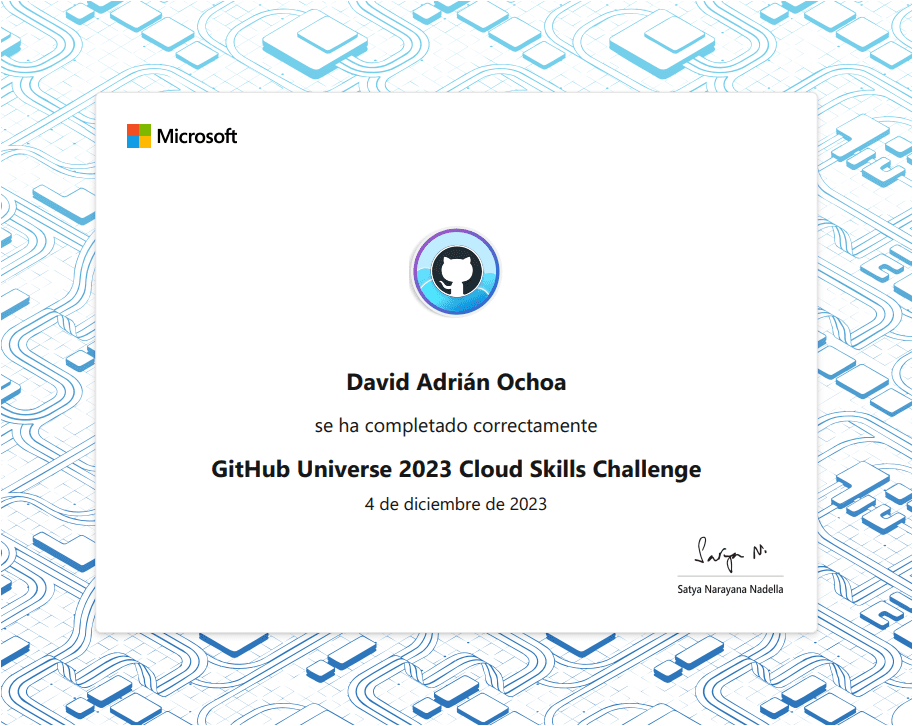 Microsoft
David Adrián Ochoa
se ha completado correctamente
GitHub Universe 2023 Cloud Skills Challenge
4 de diciembre de 2023
Satya N.
Satya Narayana Nadella